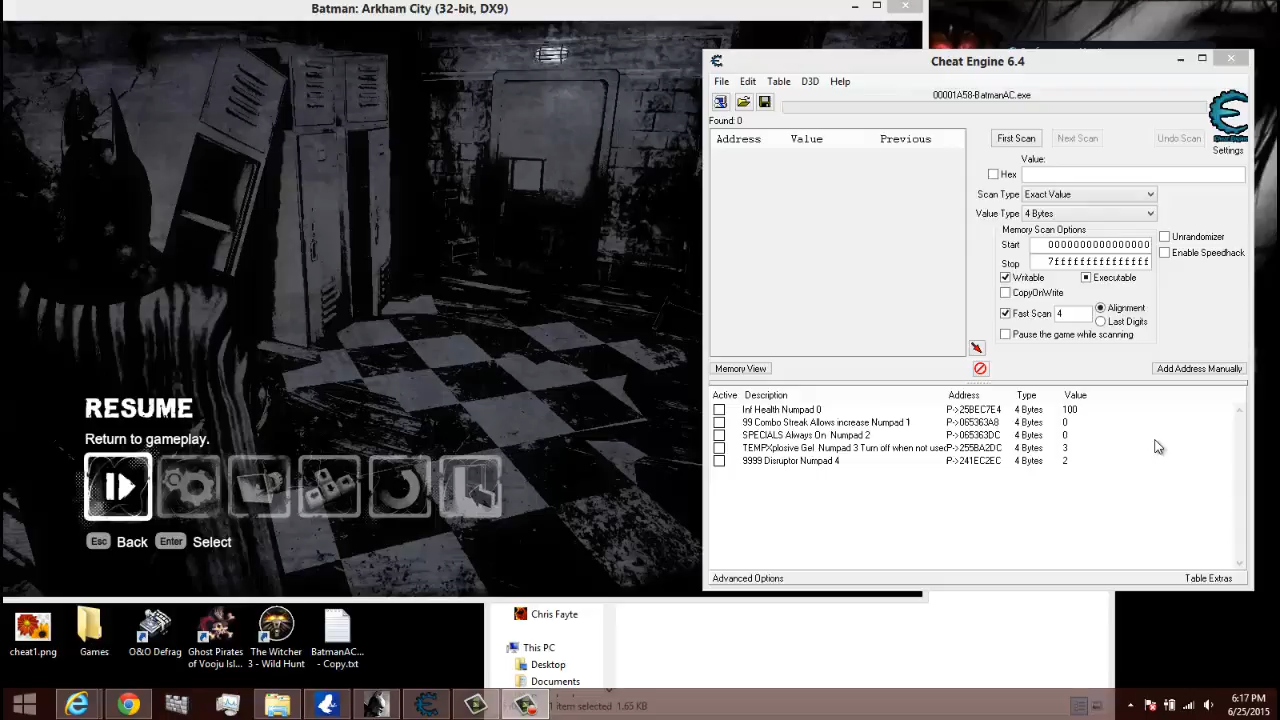 Batman: Arkham City (32-bit, DX9)
Cheat Engine 6.4
File Edit Table D3D Help
00001A58-BatmanAC.exe
Found: 0
Address Value Previous
First Scan Next Scan Undo Scan
Settings
Value:
Hex
Scan Type Exact Value
Value Type 4 Bytes
Memory Scan Options
Start 0000000000000000
Stop 7fffffffffffffff
Unrandomizer
Enable Speedhack
Writable Executable
CopyOnWrite
Fast Scan 4 Alignment
Last Digits
Pause the game while scanning
Memory View Add Address Manually
Active Description Address Type Value
Inf Health Numpad 0 P->25BEC7E4 4 Bytes 100
99 Combo Streak Allows increase Numpad 1 P->065363A8 4 Bytes 0
SPECIALS Always On Numpad 2 P->065363DC 4 Bytes 0
TEMPXplosive Gel Numpad 3 Turn off when not used P->255BA2DC 4 Bytes 3
9999 Disruptor Numpad 4 P->241EC2EC 4 Bytes 2
Advanced Options Table Extras
RESUME
Return to gameplay.
Esc Back Enter Select
Chris Fayte
This PC
Desktop
Documents
cheat1.png Games O&O Defrag Ghost Pirates of Vooju Isl... The Witcher 3 - Wild Hunt BatmanAC... - Copy.txt
1 item selected 1.65 KB
6:17 PM
6/25/2015